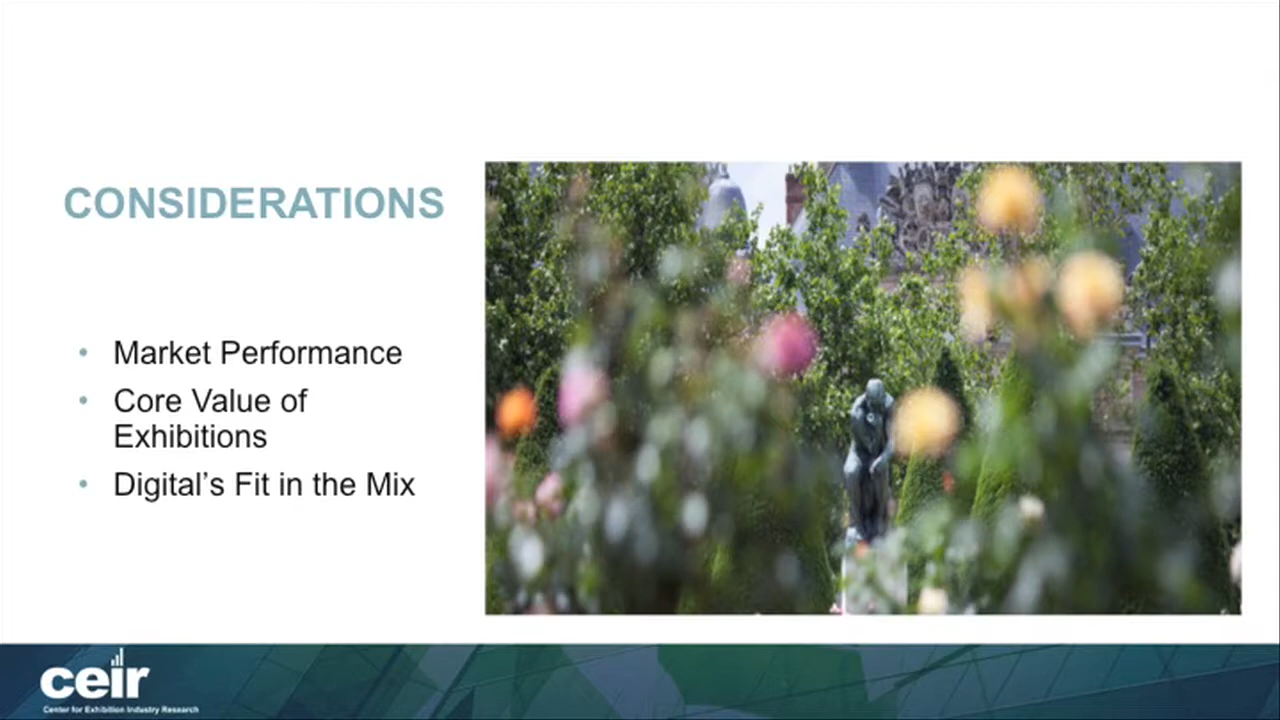 CONSIDERATIONS
• Market Performance
• Core Value of
Exhibitions
• Digital’s Fit in the Mix
ceir
Center for Exhibition Industry Research